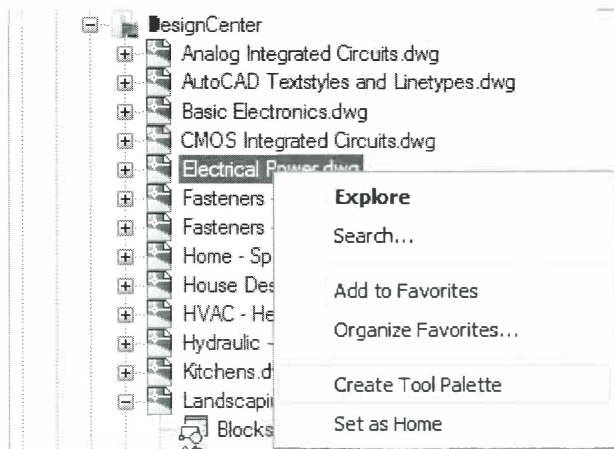 DesignCenter
Analog Integrated Circuits.dwg
AutoCAD Textstyles and Linetypes.dwg
Basic Electronics.dwg
CMOS Integrated Circuits.dwg
Electrical Power.dwg
Fasteners -
Fasteners -
Home - Sp
House Des
HVAC - He
Hydraulic -
Kitchens.d
Landscapi
Blocks
Explore
Search...
Add to Favorites
Organize Favorites...
Create Tool Palette
Set as Home